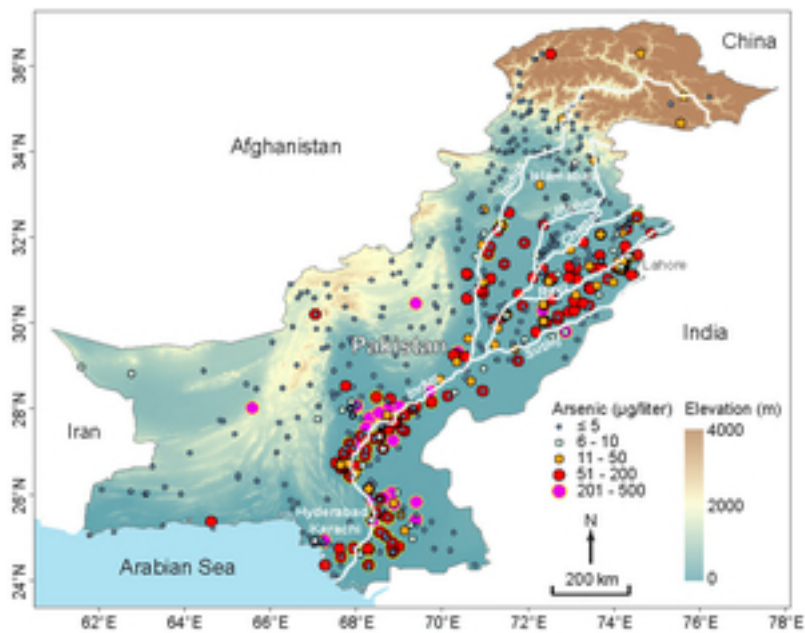 China
36°N
Afghanistan
34°N
Islamabad
32°N
Lahore
30°N
Pakistan
India
Indus
28°N
Arsenic (µg/liter)
Elevation (m)
≤ 5
4000
6 - 10
Iran
11 - 50
51 - 200
201 - 500
2000
26°N
Hyderabad
N
Karachi
Arabian Sea
0
24°N
200 km
62°E
64°E
66°E
68°E
70°E
72°E
74°E
76°E
78°E